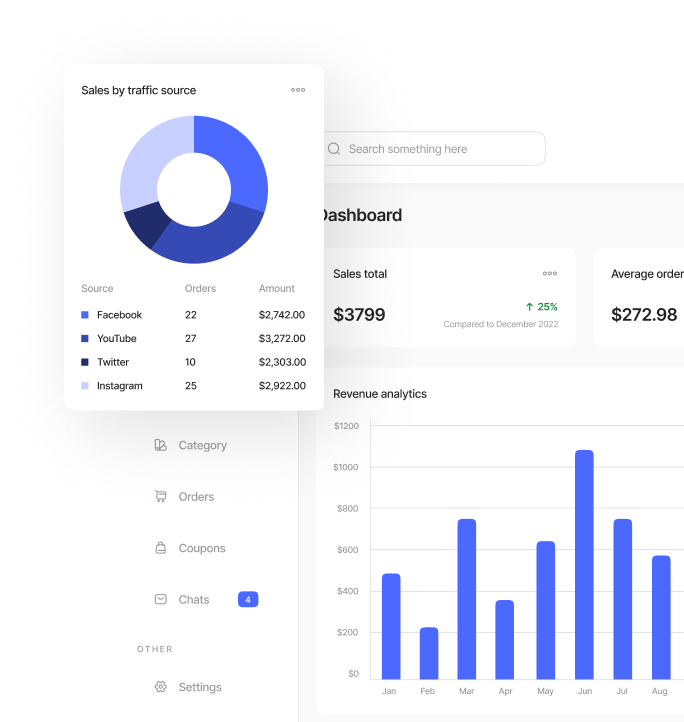 Sales by traffic source
Source Orders Amount
Facebook 22 $2,742.00
YouTube 27 $3,272.00
Twitter 10 $2,303.00
Instagram 25 $2,922.00
Search something here
Dashboard
Sales total
$3799
25%
Compared to December 2022
Average order
$272.98
Category
Orders
Coupons
Chats 4
OTHER
Settings
Revenue analytics
$1200
$1000
$800
$600
$400
$200
$0
Jan Feb Mar Apr May Jun Jul Aug